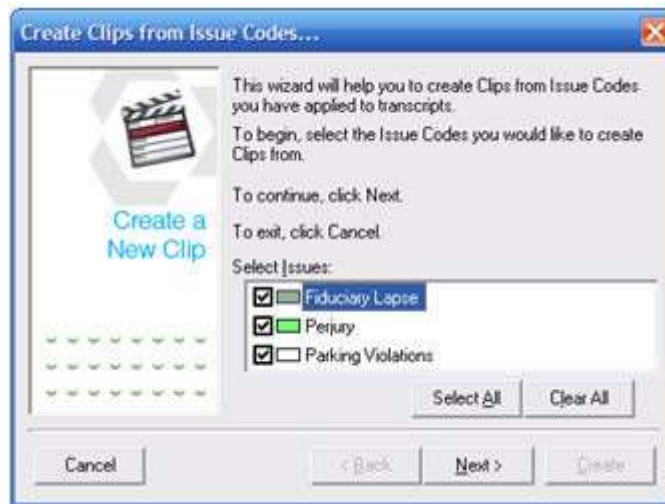 Create Clips from Issue Codes...
This wizard will help you to create Clips from Issue Codes
you have applied to transcripts.
To begin, select the Issue Codes you would like to create
Clips from.
To continue, click Next.
To exit, click Cancel.
Create a
New Clip
Select Issues:
Fiduciary Lapse
Perjury
Parking Violations
Select All
Clear All
Cancel
< Back
Next >
Create